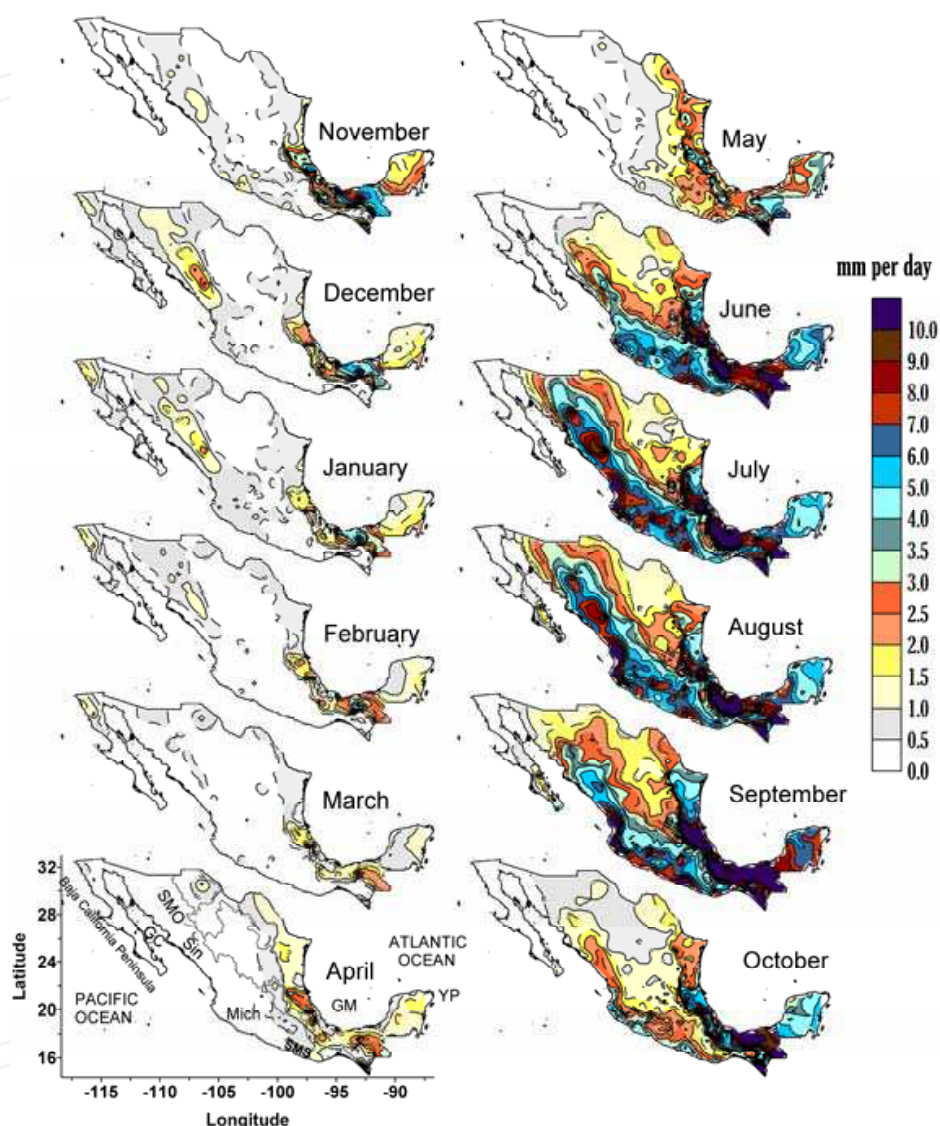 November
December
January
February
March
April
32
28
24
20
16
Latitude
-115
-110
-105
-100
-95
-90
Longitude
Baja California Peninsula
GC
SMO
Sin
Mich
SMS
GM
YP
PACIFIC
OCEAN
ATLANTIC
OCEAN
May
June
July
August
September
October
mm per day
10.0
9.0
7.0
6.0
5.0
4.0
3.5
3.0
2.5
2.0
1.5
1.0
0.5
0.0